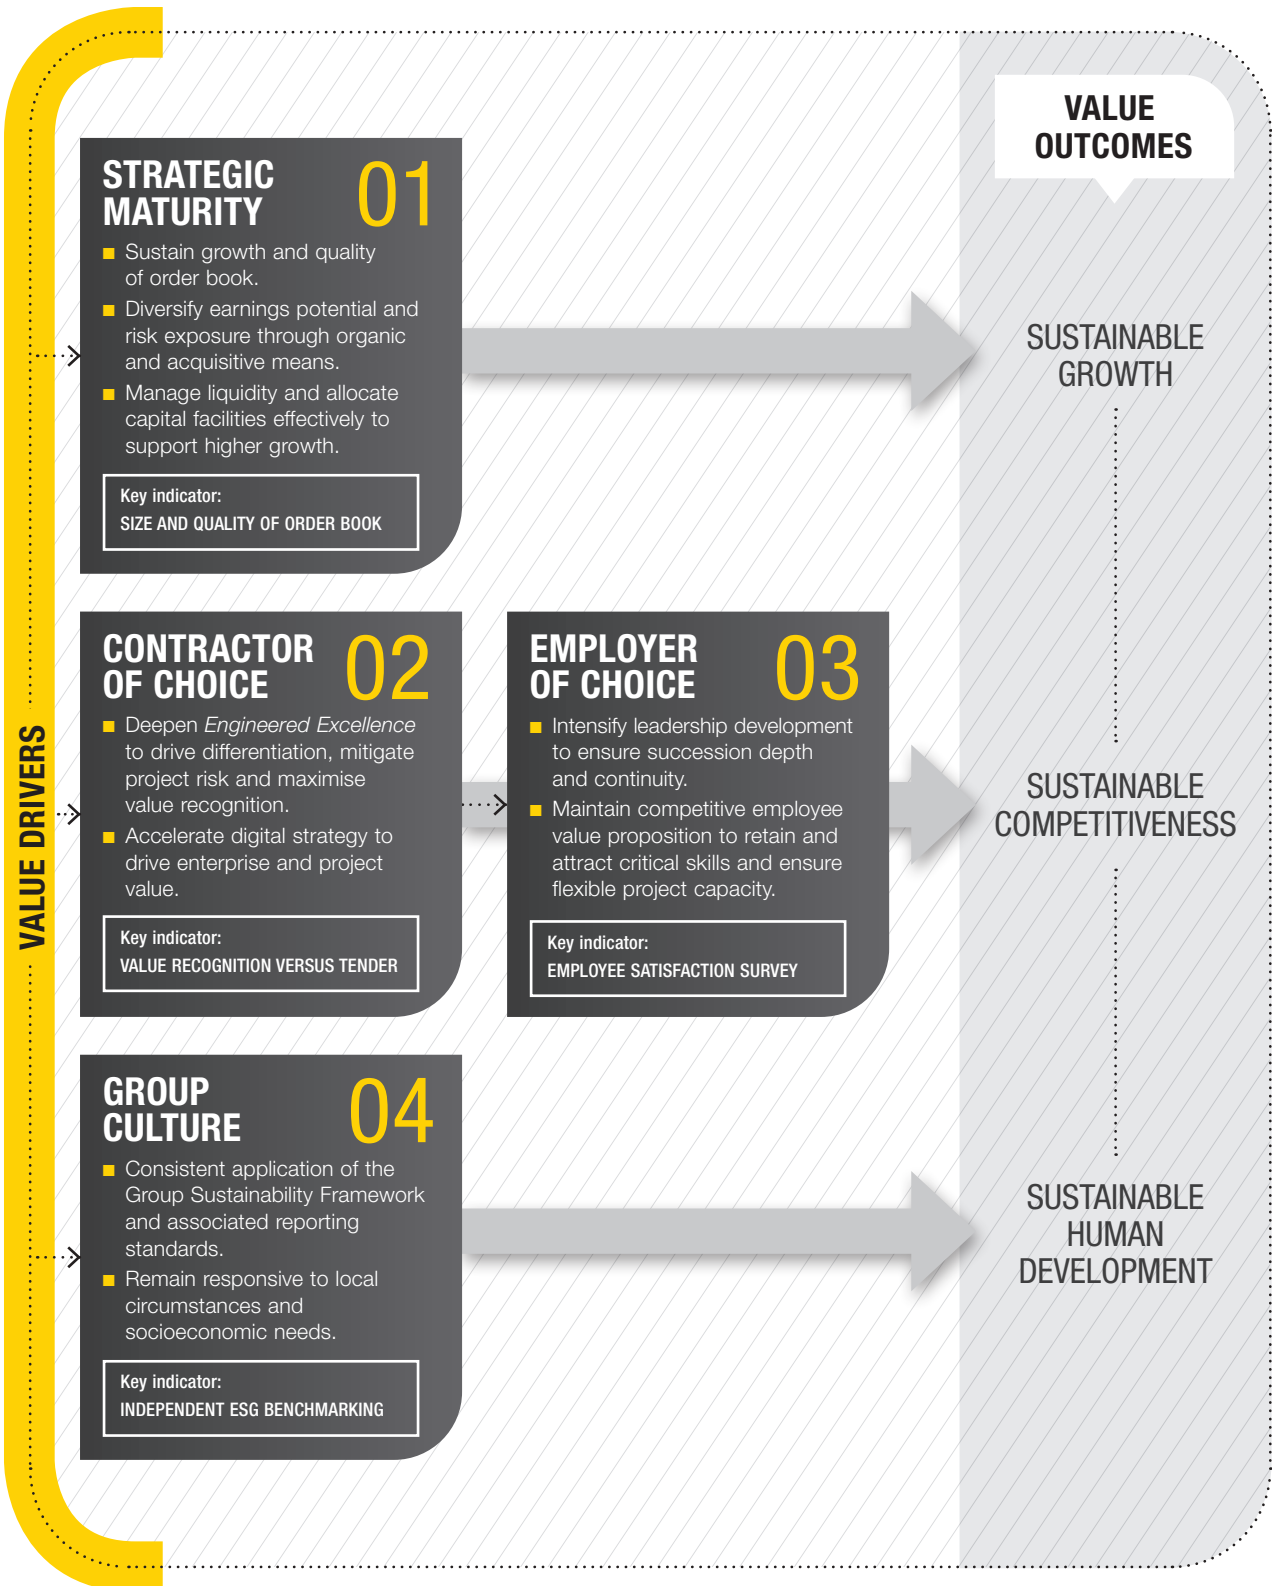 VALUE DRIVERS
VALUE
OUTCOMES
STRATEGIC
MATURITY
01
■ Sustain growth and quality
of order book.
■ Diversify earnings potential and
risk exposure through organic
and acquisitive means.
■ Manage liquidity and allocate
capital facilities effectively to
support higher growth.
Key indicator:
SIZE AND QUALITY OF ORDER BOOK
SUSTAINABLE
GROWTH
CONTRACTOR
OF CHOICE
02
■ Deepen Engineered Excellence
to drive differentiation, mitigate
project risk and maximise
value recognition.
■ Accelerate digital strategy to
drive enterprise and project
value.
Key indicator:
VALUE RECOGNITION VERSUS TENDER
EMPLOYER
OF CHOICE
03
■ Intensify leadership development
to ensure succession depth
and continuity.
■ Maintain competitive employee
value proposition to retain and
attract critical skills and ensure
flexible project capacity.
Key indicator:
EMPLOYEE SATISFACTION SURVEY
SUSTAINABLE
COMPETITIVENESS
GROUP
CULTURE
04
■ Consistent application of the
Group Sustainability Framework
and associated reporting
standards.
■ Remain responsive to local
circumstances and
socioeconomic needs.
Key indicator:
INDEPENDENT ESG BENCHMARKING
SUSTAINABLE
HUMAN
DEVELOPMENT